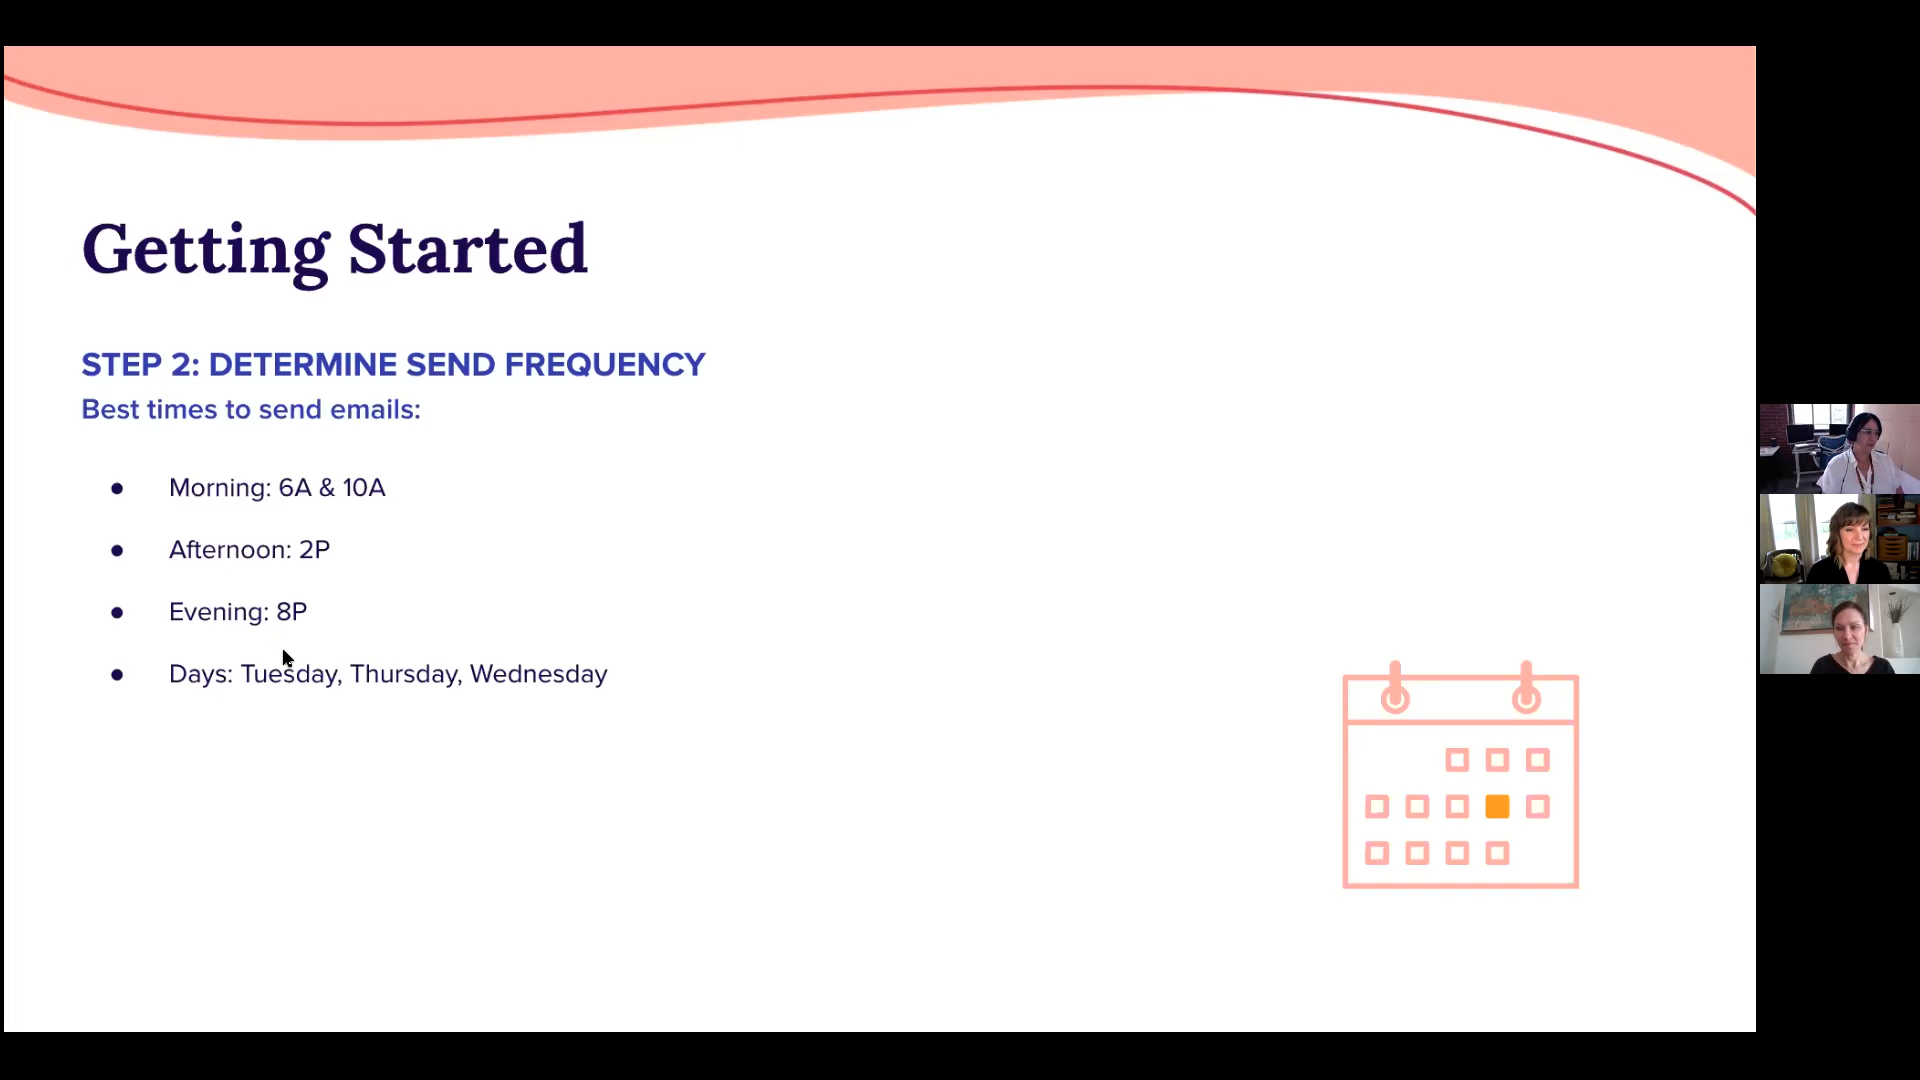 Getting Started
STEP 2: DETERMINE SEND FREQUENCY
Best times to send emails:
● Morning: 6A & 10A
● Afternoon: 2P
● Evening: 8P
● Days: Tuesday, Thursday, Wednesday